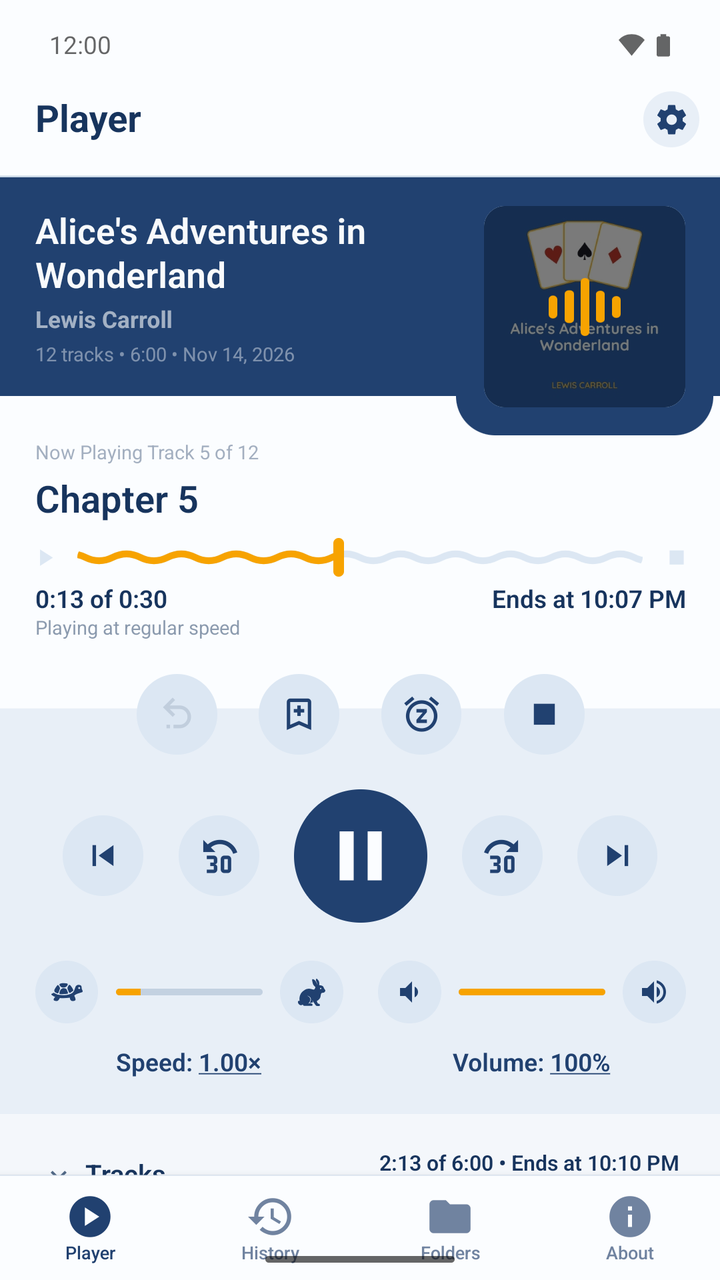 12:00
Player
Alice's Adventures in
Wonderland
Lewis Carroll
12 tracks • 6:00 • Nov 14, 2026
Alice's Adventures in
Wonderland
LEWIS CARROLL
Now Playing Track 5 of 12
Chapter 5
0:13 of 0:30
Ends at 10:07 PM
Playing at regular speed
Z
30
30
Speed: 1.00×
Volume: 100%
Tracks
2:13 of 6:00 • Ends at 10:10 PM
Player
History
Folders
About